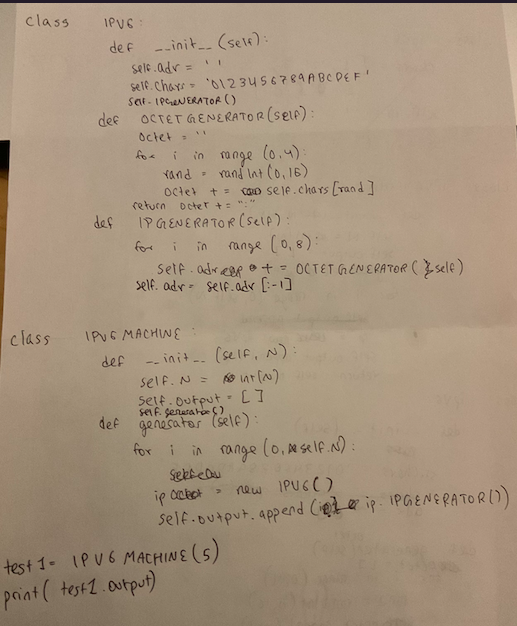 class IPV6:
def __init__ (self):
self.adr = ' '
self.chars = '0123456789ABCDEF'
self.IPGENERATOR()
def OCTETGENERATOR(self):
Octet = ''
for i in range (0,4):
rand = randInt(0,16)
Octet += self.chars[rand]
return Octet += ":"
def IPGENERATOR(self):
for i in range (0,8):
self.adr += OCTETGENERATOR(self)
self.adr = self.adr[:-1]
class IPV6 MACHINE:
def __init__ (self, N):
self.N = int(N)
self.output = []
self.generator()
def generator (self):
for i in range (0, self.N):
ip = new IPV6()
self.output.append (ip.IPGENERATOR())
test1 = IPV6 MACHINE(5)
print( test1.output)